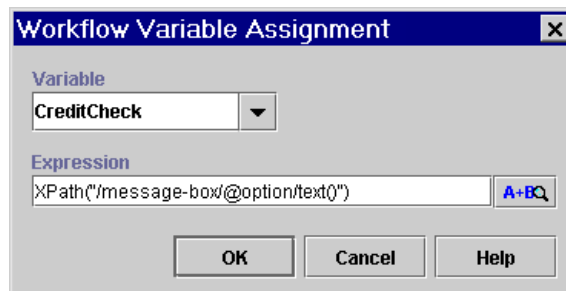 Workflow Variable Assignment
Variable
CreditCheck
Expression
XPath("/message-box/@option/text()") A+B
OK Cancel Help